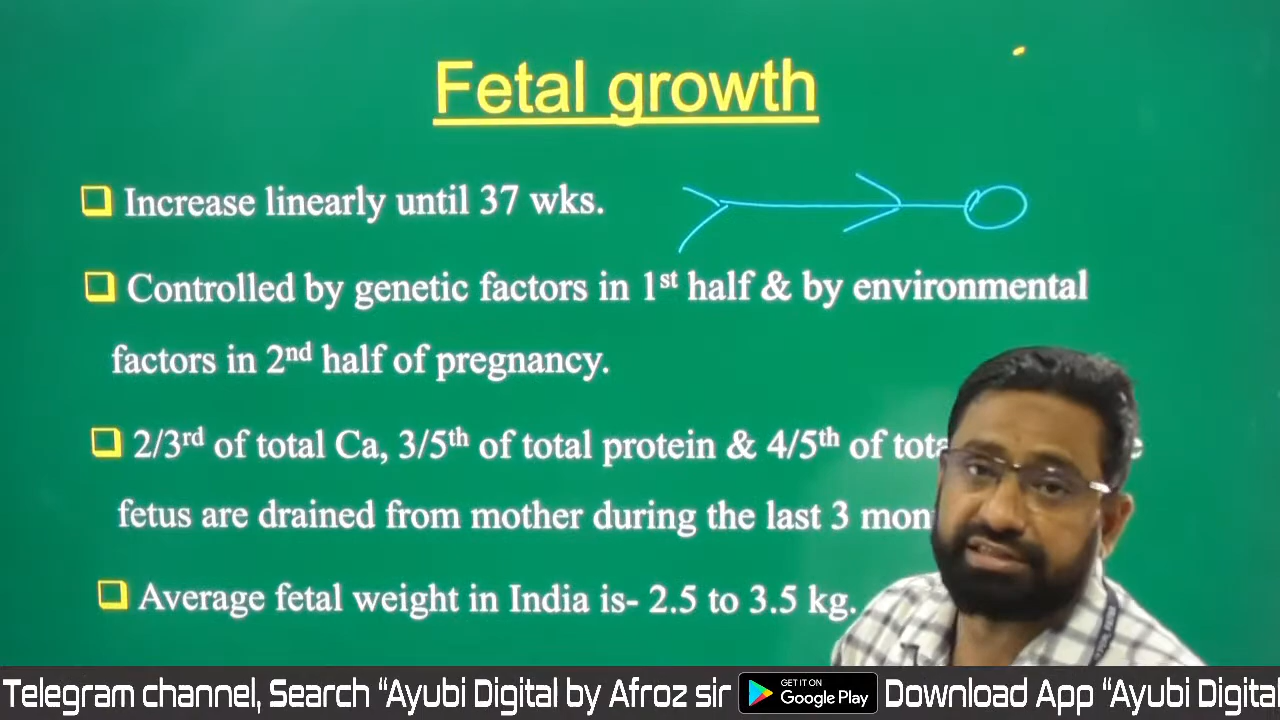 Fetal growth
Increase linearly until 37 wks.
Controlled by genetic factors in 1st half & by environmental
factors in 2nd half of pregnancy.
2/3rd of total Ca, 3/5th of total protein & 4/5th of
fetus are drained from mother during the last 3
Average fetal weight in India is- 2.5 to 3.5 kg.
Telegram channel, Search “Ayubi Digital by Afroz sir GET IT ON Google Play Download App “Ayubi Digital